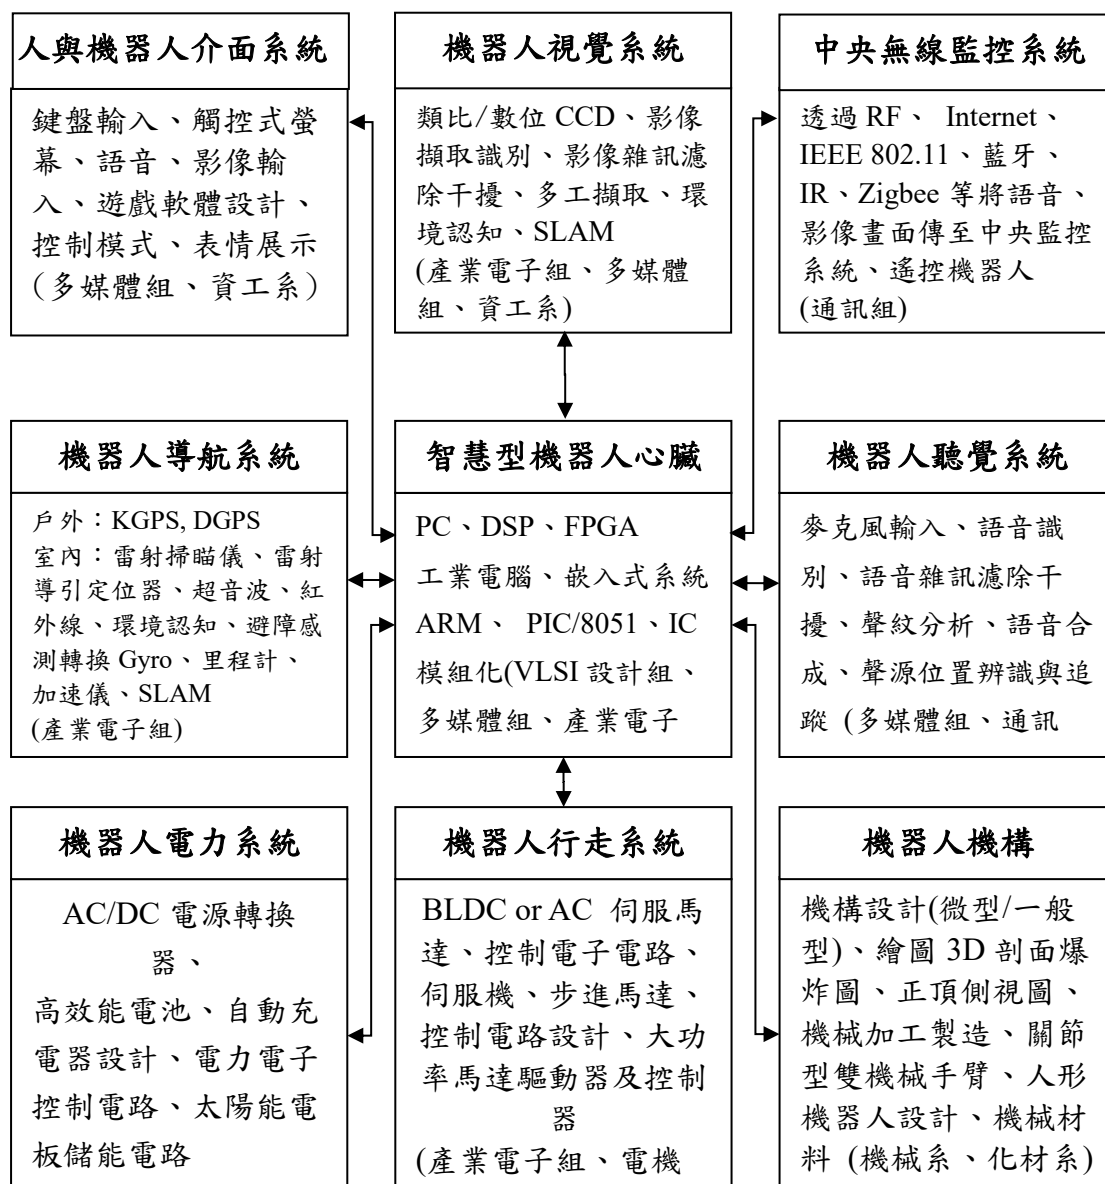 人與機器人介面系統
鍵盤輸入、觸控式螢
幕、語音、影像輸
入、遊戲軟體設計、
控制模式、表情展示
(多媒體組、資工系)
機器人視覺系統
類比/數位 CCD、影像
擷取識別、影像雜訊濾
除干擾、多工擷取、環
境認知、SLAM
(產業電子組、多媒體
組、資工系)
中央無線監控系統
透過 RF、 Internet、
IEEE 802.11、藍牙、
IR、Zigbee 等將語音、
影像畫面傳至中央監控
系統、遙控機器人
(通訊組)
機器人導航系統
戶外：KGPS, DGPS
室內：雷射掃瞄儀、雷射
導引定位器、超音波、紅
外線、環境認知、避障感
測轉換 Gyro、里程計、
加速儀、SLAM
(產業電子組)
智慧型機器人心臟
PC、DSP、FPGA
工業電腦、嵌入式系統
ARM、 PIC/8051、IC
模組化(VLSI 設計組、
多媒體組、產業電子
機器人聽覺系統
麥克風輸入、語音識
別、語音雜訊濾除干
擾、聲紋分析、語音合
成、聲源位置辨識與追
蹤 (多媒體組、通訊
機器人電力系統
AC/DC 電源轉換
器、
高效能電池、自動充
電器設計、電力電子
控制電路、太陽能電
板儲能電路
機器人行走系統
BLDC or AC 伺服馬
達、控制電子電路、
伺服機、步進馬達、
控制電路設計、大功
率馬達驅動器及控制
器
(產業電子組、電機
機器人機構
機構設計(微型/一般
型)、繪圖 3D 剖面爆
炸圖、正頂側視圖、
機械加工製造、關節
型雙機械手臂、人形
機器人設計、機械材
料 (機械系、化材系)